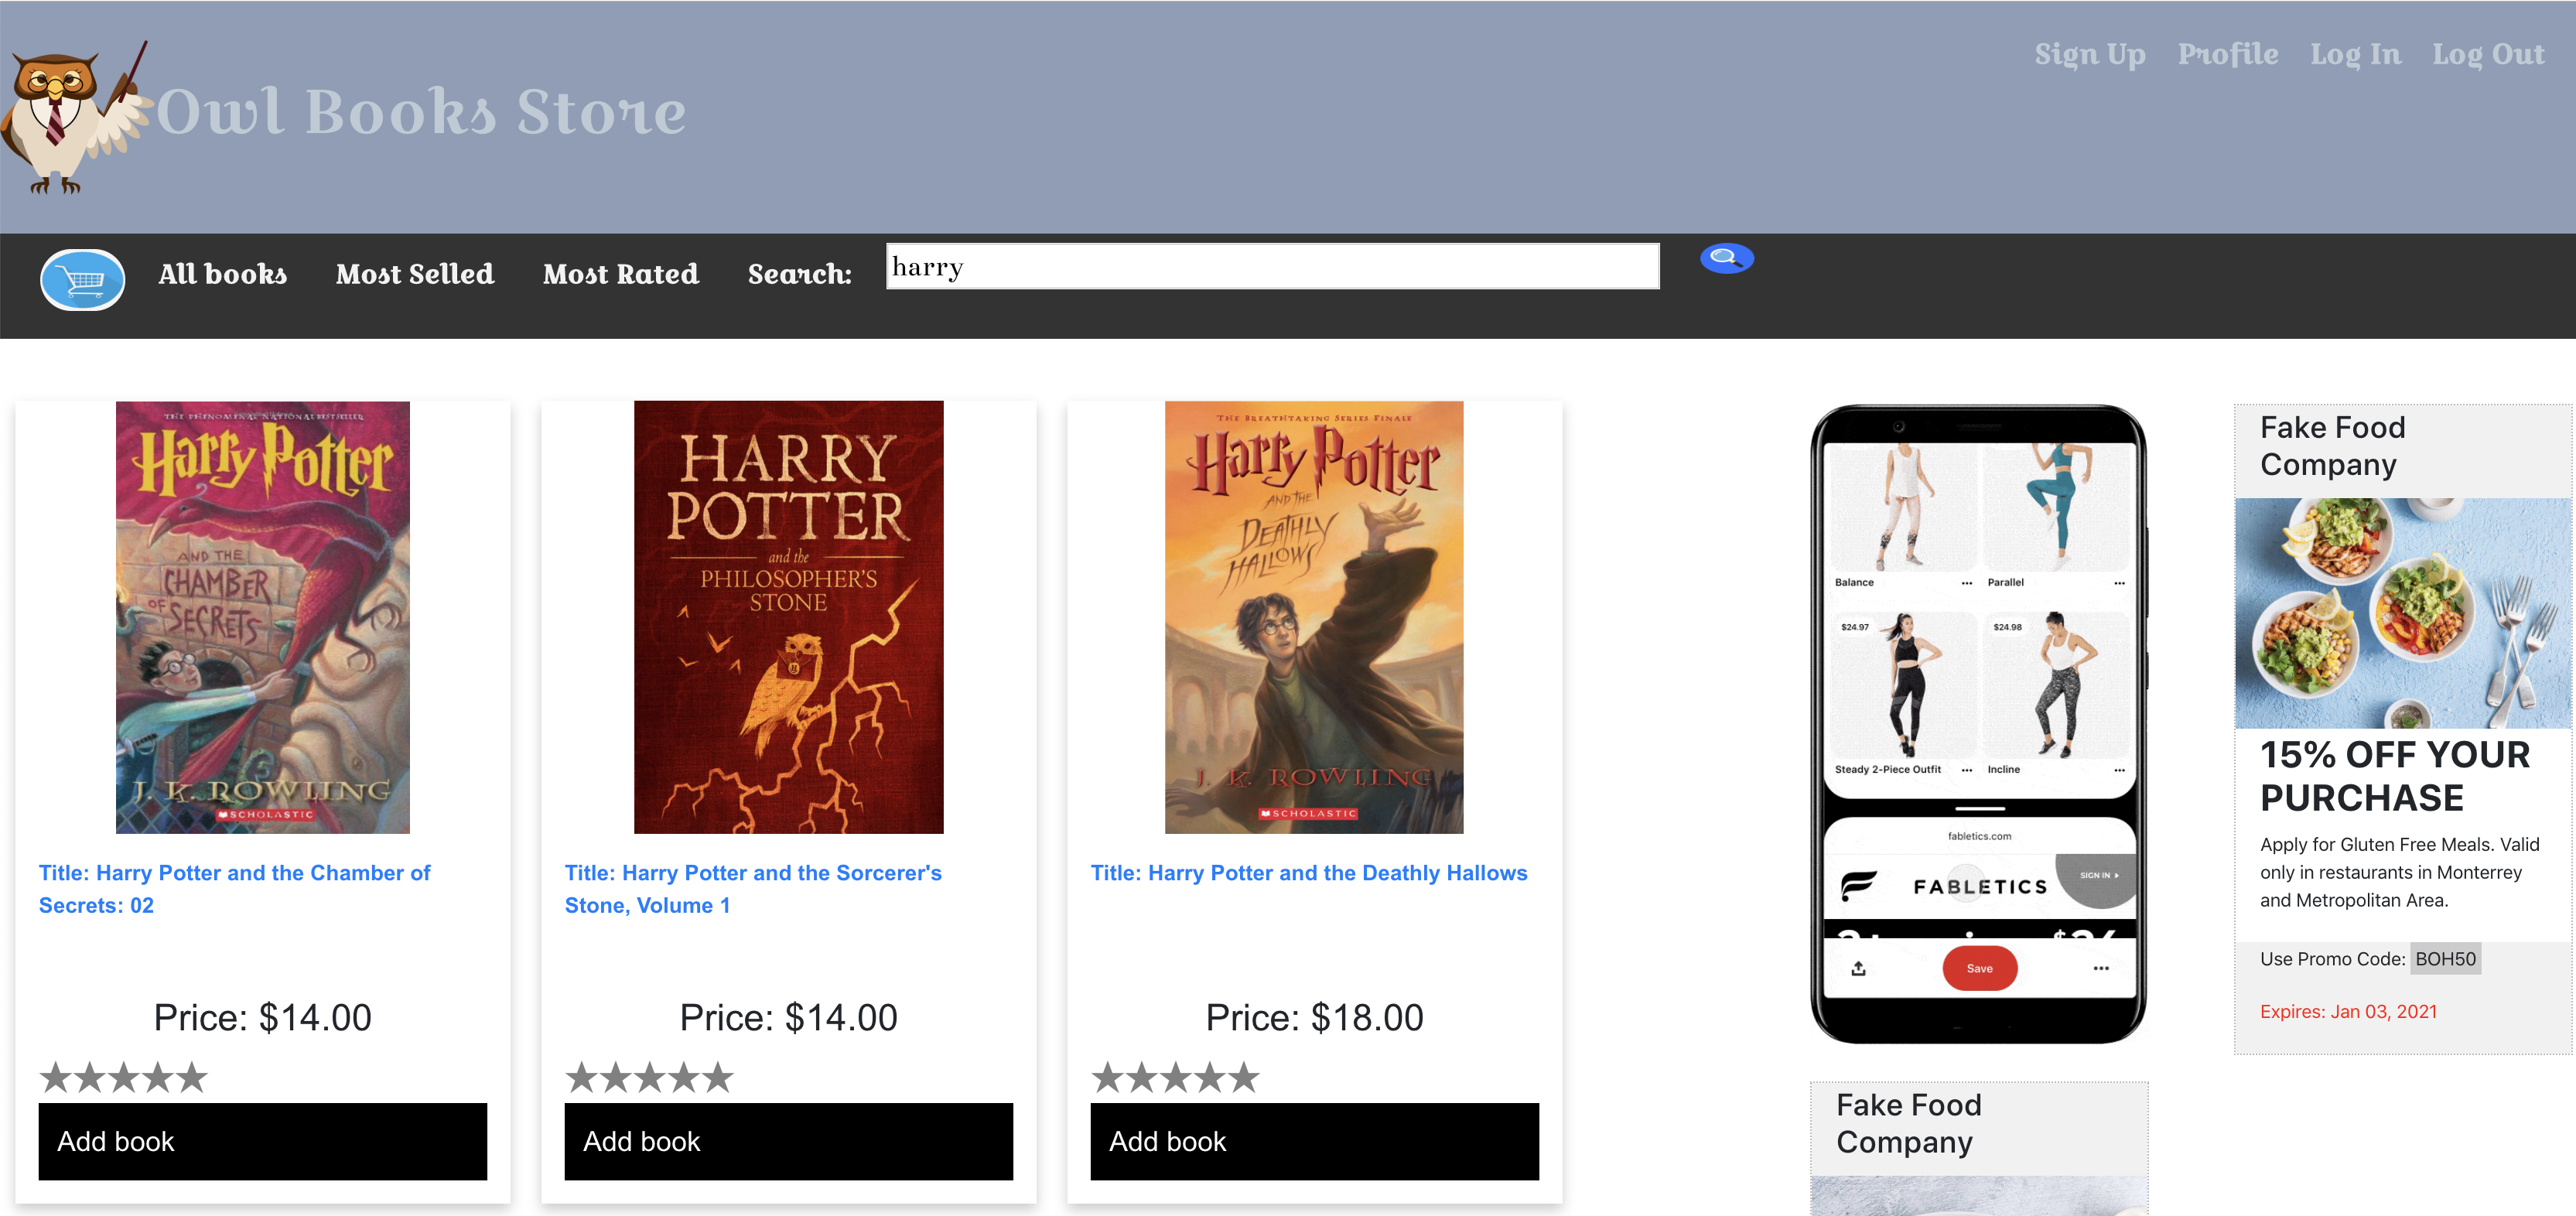 Sign Up Profile Log In Log Out
Owl Books Store
All books Most Selled Most Rated Search: harry
THE PHENOMENAL NATIONAL BESTSELLER
Harry Potter
AND THE
CHAMBER
OF
SECRETS
J. K. ROWLING
SCHOLASTIC
Title: Harry Potter and the Chamber of
Secrets: 02
Price: $14.00
★★★★★
Add book
HARRY
POTTER
and the
PHILOSOPHER'S
STONE
Title: Harry Potter and the Sorcerer's
Stone, Volume 1
Price: $14.00
★★★★★
Add book
THE BREATHTAKING SERIES FINALE
Harry Potter
AND THE
DEATHLY
HALLOWS
J. K. ROWLING
SCHOLASTIC
Title: Harry Potter and the Deathly Hallows
Price: $18.00
★★★★★
Add book
Balance ••• Parallel •••
$24.97 $24.98
Steady 2-Piece Outfit ••• Incline •••
fabletics.com
FABLETICS SIGN IN
Save •••
Fake Food
Company
15% OFF YOUR
PURCHASE
Apply for Gluten Free Meals. Valid
only in restaurants in Monterrey
and Metropolitan Area.
Use Promo Code: BOH50
Expires: Jan 03, 2021
Fake Food
Company